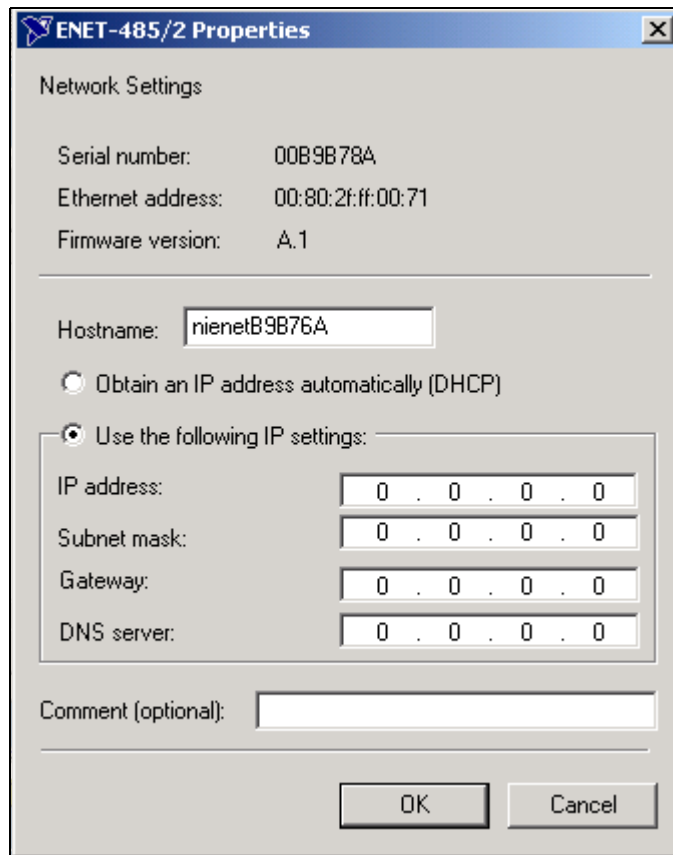 ENET-485/2 Properties
Network Settings
Serial number: 00B9B78A
Ethernet address: 00:80:2f:ff:00:71
Firmware version: A.1
Hostname: nienetB9B76A
Obtain an IP address automatically (DHCP)
Use the following IP settings:
IP address: 0 . 0 . 0 . 0
Subnet mask: 0 . 0 . 0 . 0
Gateway: 0 . 0 . 0 . 0
DNS server: 0 . 0 . 0 . 0
Comment (optional):
OK Cancel